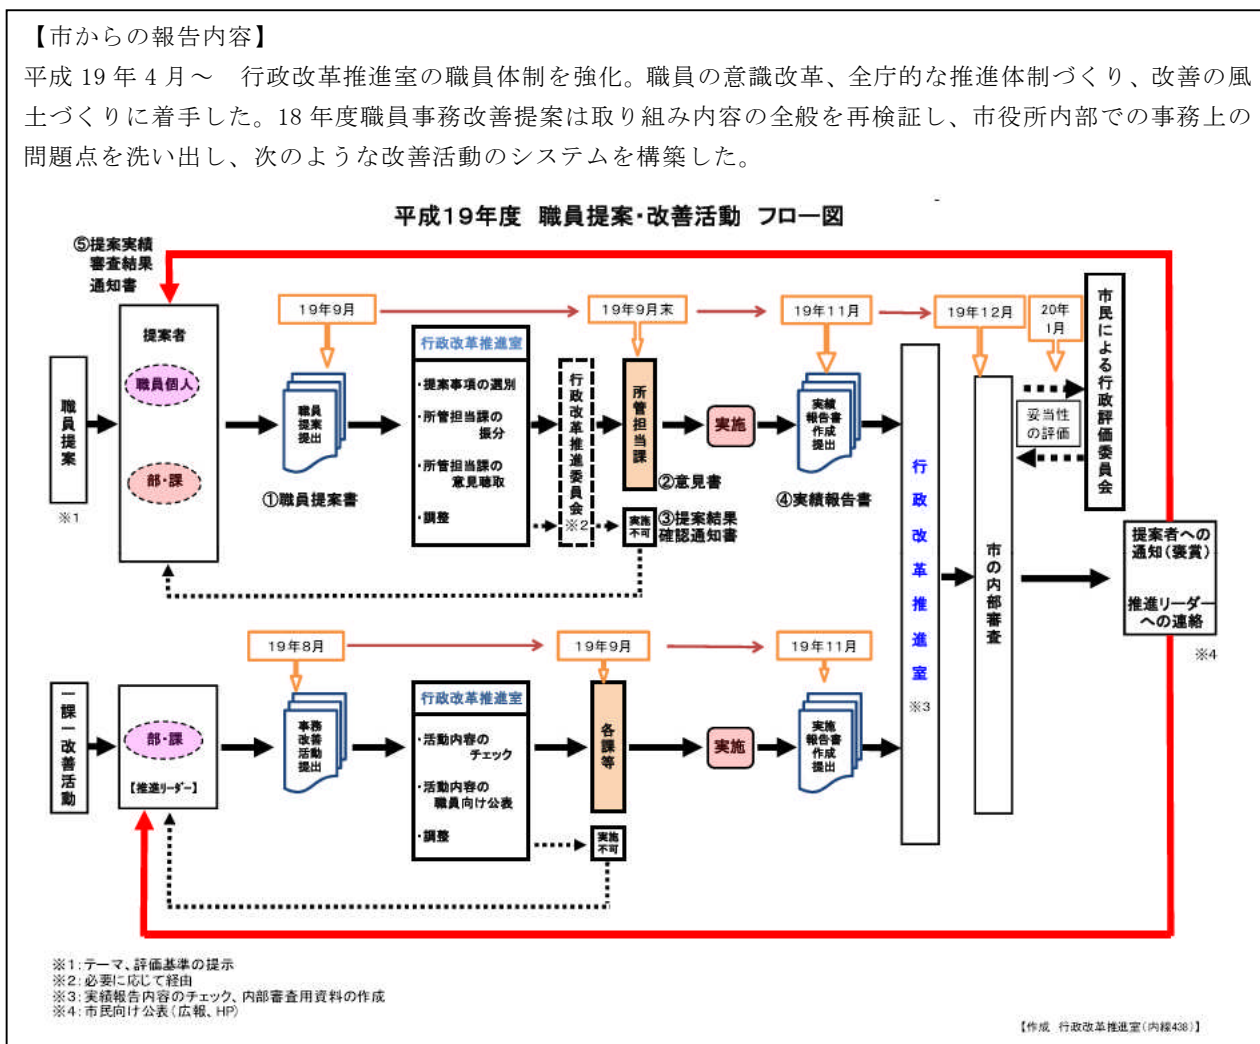 【市からの報告内容】
平成 19 年 4 月～　行政改革推進室の職員体制を強化。職員の意識改革、全庁的な推進体制づくり、改善の風
土づくりに着手した。18 年度職員事務改善提案は取り組み内容の全般を再検証し、市役所内部での事務上の
問題点を洗い出し、次のような改善活動のシステムを構築した。
平成19年度　職員提案・改善活動　フロー図
⑤提案実績
審査結果
通知書
職員提案
※1
提案者
職員個人
部・課
19年9月
職員
提案
提出
①職員提案書
行政改革推進室
・提案事項の選別
・所管担当課の
振分
・所管担当課の
意見聴取
・調整
行政改革推進委員会
※2
19年9月末
所管担当課
②意見書
実施
不可
③提案結果
確認通知書
実施
19年11月
実績
報告書
作成
提出
④実績報告書
行政改革推進室
※3
19年12月
市の内部審査
20年
1月
妥当性
の評価
市民による行政評価委員会
提案者への
通知(褒賞)
推進リーダー
への連絡
※4
一課一改善活動
部・課
【推進リーダー】
19年8月
事務
改善
活動
提出
行政改革推進室
・活動内容の
チェック
・活動内容の
職員向け公表
・調整
19年9月
各課等
実施
不可
実施
19年11月
実施
報告書
作成
提出
※1：テーマ、評価基準の提示
※2：必要に応じて経由
※3：実績報告内容のチェック、内部審査用資料の作成
※4：市民向け公表(広報、HP)
【作成　行政改革推進室(内線438)】